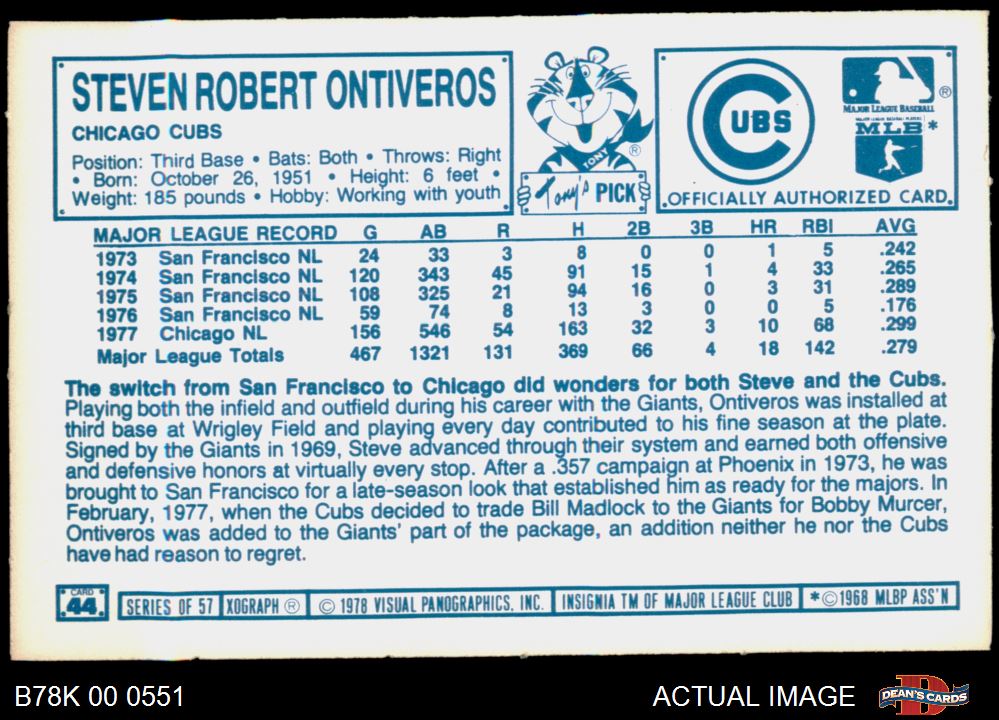 STEVEN ROBERT ONTIVEROS
CHICAGO CUBS
Position: Third Base • Bats: Both • Throws: Right
• Born: October 26, 1951 • Height: 6 feet •
Weight: 185 pounds • Hobby: Working with youth
TONY
®
Tony's PICK
CUBS
®
MAJOR LEAGUE BASEBALL
MAJOR LEAGUE BASEBALL PLAYERS
MLB *
OFFICIALLY AUTHORIZED CARD.
MAJOR LEAGUE RECORD G AB R H 2B 3B HR RBI AVG
1973 San Francisco NL 24 33 3 8 0 0 1 5 .242
1974 San Francisco NL 120 343 45 91 15 1 4 33 .265
1975 San Francisco NL 108 325 21 94 16 0 3 31 .289
1976 San Francisco NL 59 74 8 13 3 0 0 5 .176
1977 Chicago NL 156 546 54 163 32 3 10 68 .299
Major League Totals 467 1321 131 369 66 4 18 142 .279
The switch from San Francisco to Chicago did wonders for both Steve and the Cubs.
Playing both the infield and outfield during his career with the Giants, Ontiveros was installed at
third base at Wrigley Field and playing every day contributed to his fine season at the plate.
Signed by the Giants in 1969, Steve advanced through their system and earned both offensive
and defensive honors at virtually every stop. After a .357 campaign at Phoenix in 1973, he was
brought to San Francisco for a late-season look that established him as ready for the majors. In
February, 1977, when the Cubs decided to trade Bill Madlock to the Giants for Bobby Murcer,
Ontiveros was added to the Giants' part of the package, an addition neither he nor the Cubs
have had reason to regret.
CARD
44
SERIES OF 57 XOGRAPH ® © 1978 VISUAL PANOGRAPHICS, INC. INSIGNIA TM OF MAJOR LEAGUE CLUB *©1968 MLBP ASS'N
B78K 00 0551
ACTUAL IMAGE
DEAN'S CARDS